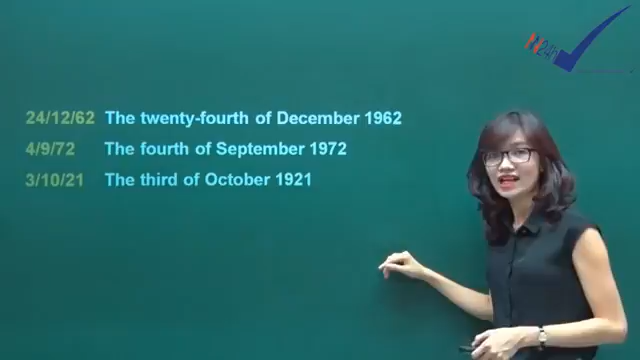 24/12/62 The twenty-fourth of December 1962
4/9/72 The fourth of September 1972
3/10/21 The third of October 1921